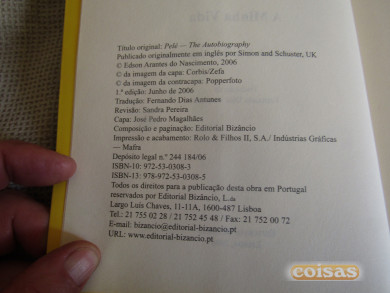 Título original: Pelé — The Autobiography
Publicado originalmente em inglês por Simon and Schuster, UK
© Edson Arantes do Nascimento, 2006
© da imagem da capa: Corbis/Zefa
© da imagem da contracapa: Popperfoto
1.ª edição: Junho de 2006
Tradução: Fernando Dias Antunes
Revisão: Sandra Pereira
Capa: José Pedro Magalhães
Composição e paginação: Editorial Bizâncio
Impressão e acabamento: Rolo & Filhos II, S.A./ Indústrias Gráficas
— Mafra
Depósito legal n.º 244 184/06
ISBN-10: 972-53-0308-3
ISBN-13: 978-972-53-0308-5
Todos os direitos para a publicação desta obra em Portugal
reservados por Editorial Bizâncio, L.da
Largo Luís Chaves, 11-11A, 1600-487 Lisboa
Tel.: 21 755 02 28 / 21 752 45 48 / Fax: 21 752 00 72
E-mail: bizancio@editorial-bizancio.pt
URL: www.editorial-bizancio.pt
coisas